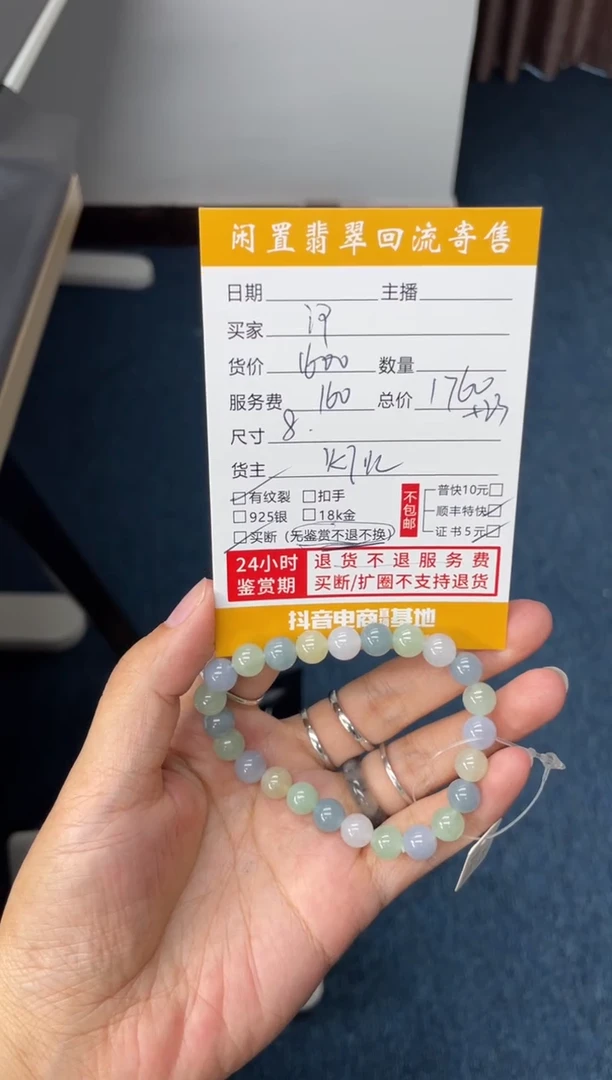 闲置翡翠回流寄售
日期 主播
买家
货价 1600 数量
服务费 160 总价 1760
+23
尺寸 8.
货主
有纹裂 扣手 普快10元
925银 18k金 不包邮 顺丰特快
买断（无鉴赏不退不换） 证书5元
24小时 退货不退服务费
鉴赏期 买断/扩圈不支持退货
抖音电商 基地